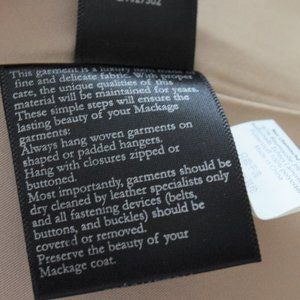 This garment is a luxury item made
fine and delicate fabric. With proper
care, the unique qualities of this
material will be maintained for years.
These simple steps will ensure the
lasting beauty of your Mackage
garments:
Always hang woven garments on
shaped or padded hangers.
Hang with closures zipped or
buttoned.
Most importantly, garments should be
dry cleaned by leather specialists only
and all fastening devices (belts,
buttons, and buckles) should be
covered or removed.
Preserve the beauty of your
Mackage coat.